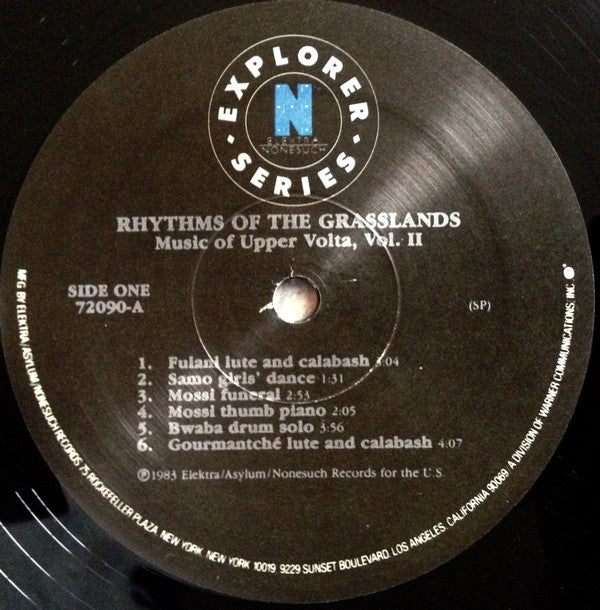 EXPLORER
N
ELEKTRA
NONESUCH
SERIES
RHYTHMS OF THE GRASSLANDS
Music of Upper Volta, Vol. II
SIDE ONE
72090-A
(SP)
1. Fulani lute and calabash 3:04
2. Samo girls' dance 1:31
3. Mossi funeral 2:53
4. Mossi thumb piano 2:05
5. Bwaba drum solo 3:56
6. Gourmantché lute and calabash 4:07
℗1983 Elektra/Asylum/Nonesuch Records for the U.S.
MFG BY ELEKTRA/ASYLUM/NONESUCH RECORDS 75 ROCKEFELLER PLAZA, NEW YORK, NEW YORK 10019 9229 SUNSET BOULEVARD, LOS ANGELES, CALIFORNIA 90069 A DIVISION OF WARNER COMMUNICATIONS, INC.